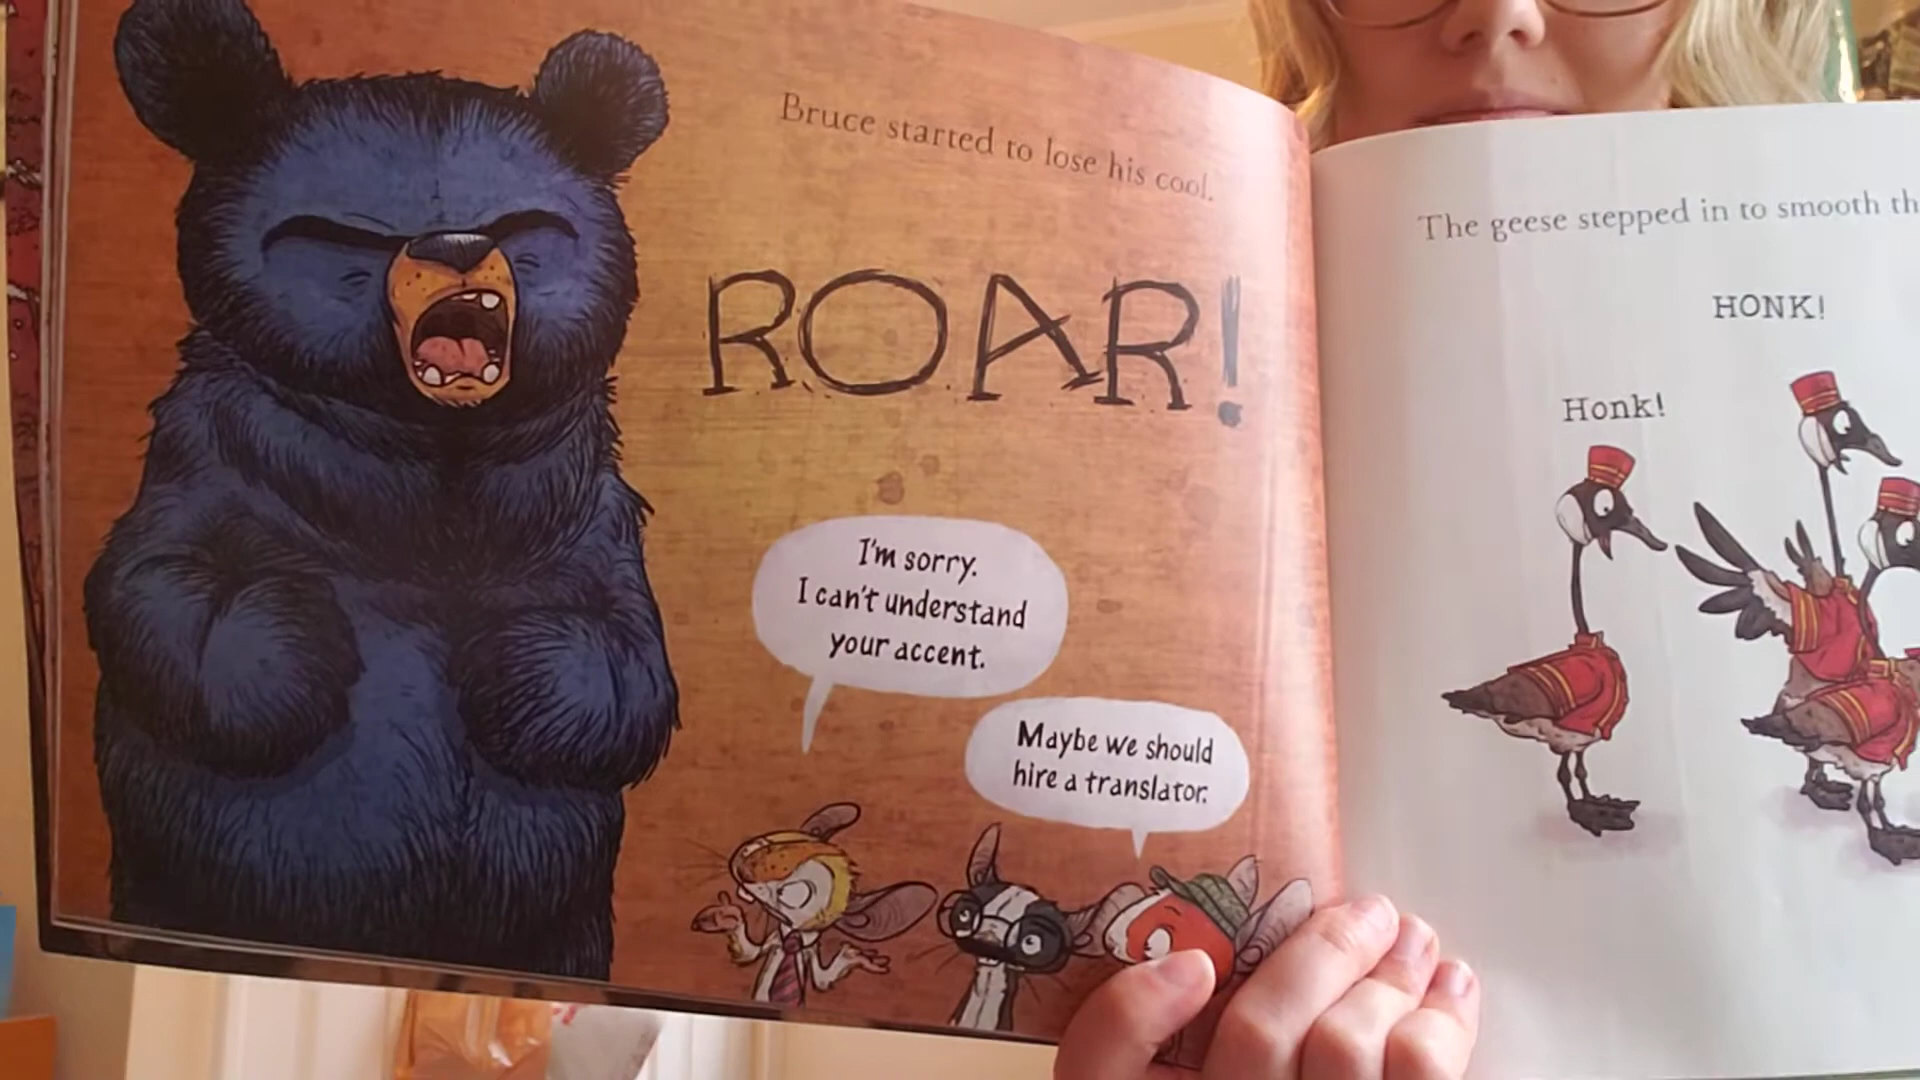 Bruce started to lose his cool.
ROAR!
I'm sorry.
I can't understand
your accent.
Maybe we should
hire a translator.
The geese stepped in to smooth
HONK!
Honk!